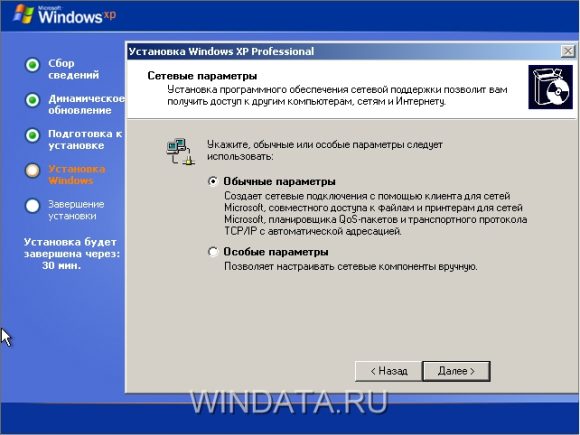 Microsoft
Windows xp
Сбор
сведений
Динамическое
обновление
Подготовка к
установке
Установка
Windows
Завершение
установки
Установка будет
завершена через:
30 мин.
Установка Windows XP Professional
Сетевые параметры
Установка программного обеспечения сетевой поддержки позволит вам
получить доступ к другим компьютерам, сетям и Интернету.
Укажите, обычные или особые параметры следует
использовать:
Обычные параметры
Создает сетевые подключения с помощью клиента для сетей
Microsoft, совместного доступа к файлам и принтерам для сетей
Microsoft, планировщика QoS-пакетов и транспортного протокола
TCP/IP с автоматической адресацией.
Особые параметры
Позволяет настраивать сетевые компоненты вручную.
< Назад
Далее >
WINDATA.RU